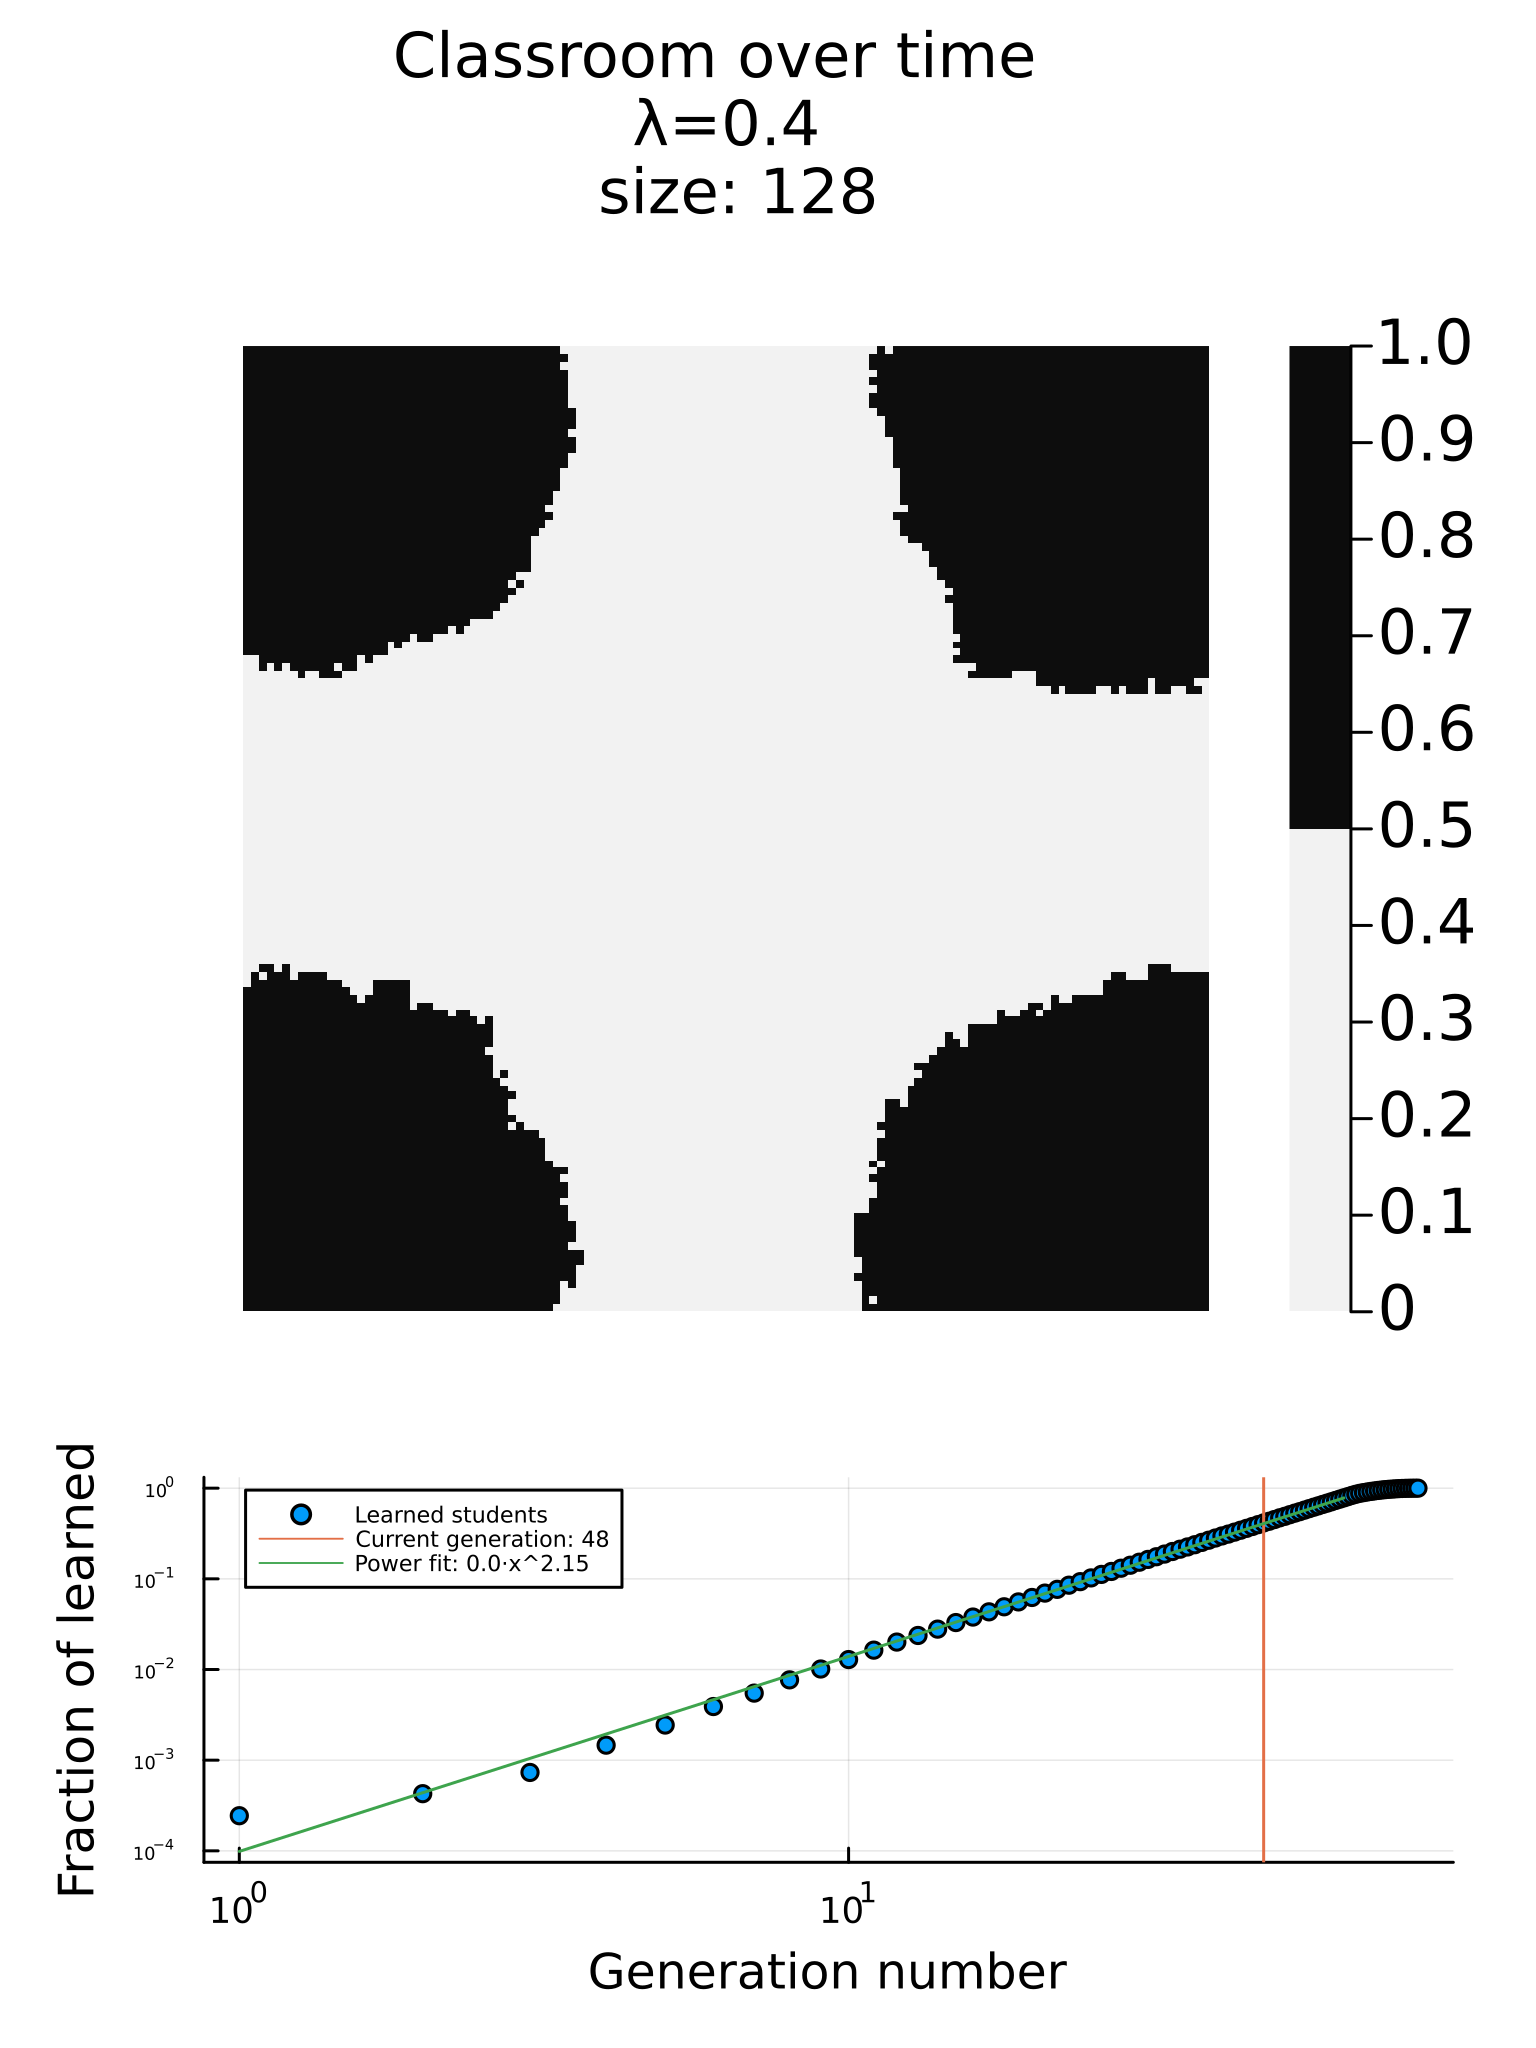 Classroom over time
λ=0.4
size: 128
1.0
0.9
0.8
0.7
0.6
0.5
0.4
0.3
0.2
0.1
0
Fraction of learned
10^0
10^-1
10^-2
10^-3
10^-4
Learned students
Current generation: 48
Power fit: 0.0·x^2.15
10^0 10^1
Generation number